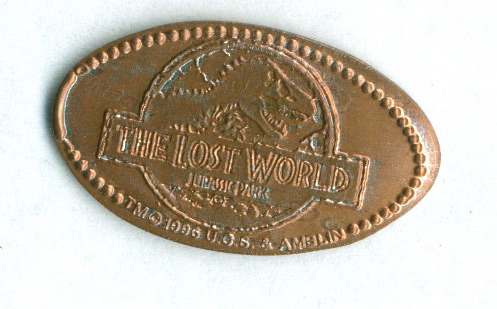 THE LOST WORLD
JURASSIC PARK
TM © 1996 U.C.S. & AMBLIN